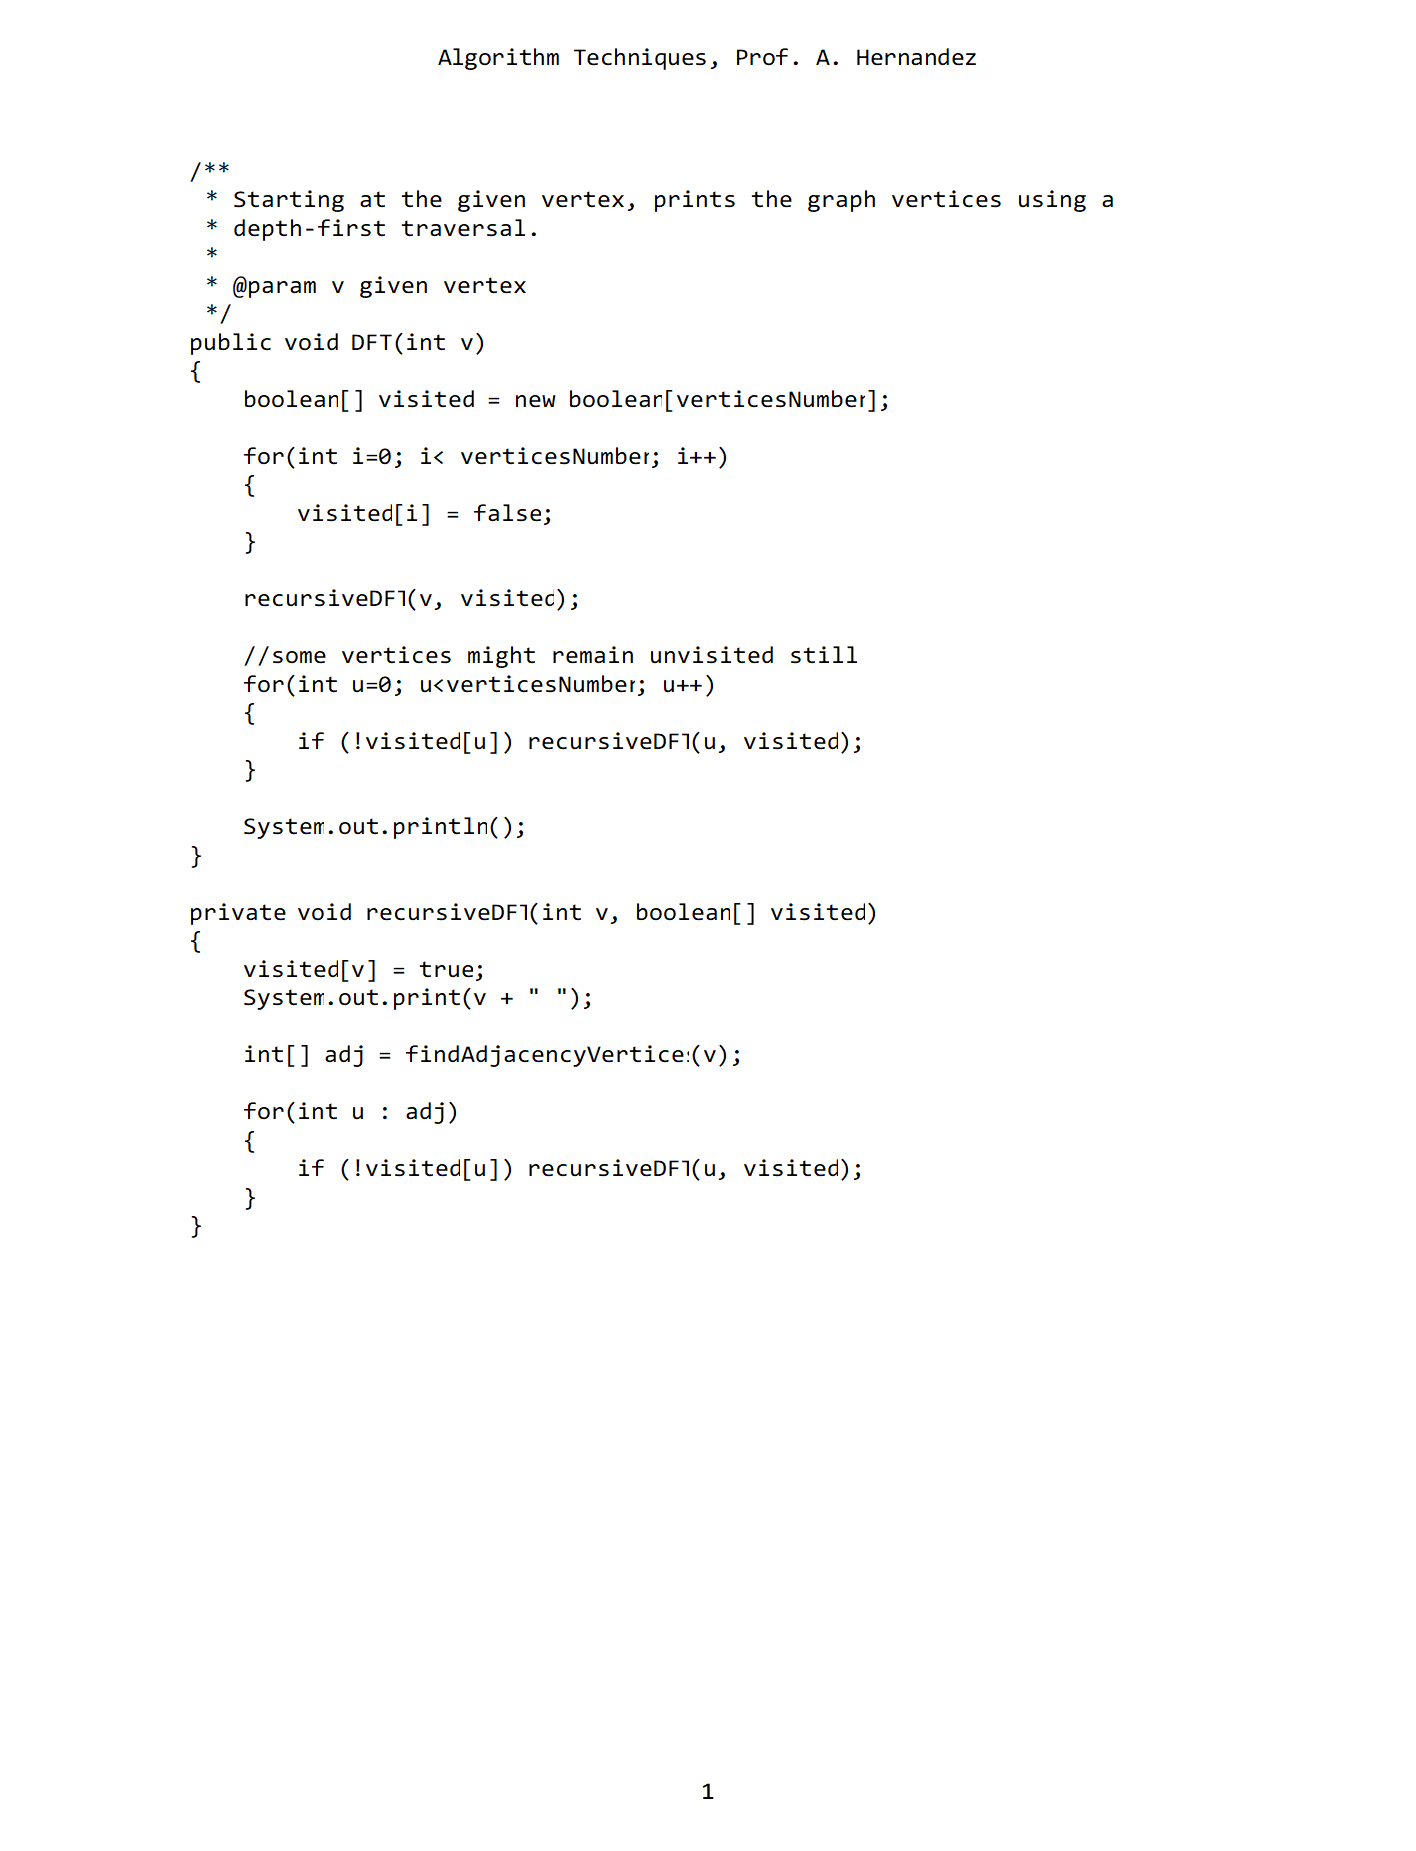 Algorithm Techniques, Prof. A. Hernandez
/**
 * Starting at the given vertex, prints the graph vertices using a
 * depth-first traversal.
 *
 * @param v given vertex
 */
public void DFT(int v)
{
    boolean[] visited = new boolean[verticesNumber];

    for(int i=0; i< verticesNumber; i++)
    {
        visited[i] = false;
    }

    recursiveDFT(v, visited);

    //some vertices might remain unvisited still
    for(int u=0; u<verticesNumber; u++)
    {
        if (!visited[u]) recursiveDFT(u, visited);
    }

    System.out.println();
}

private void recursiveDFT(int v, boolean[] visited)
{
    visited[v] = true;
    System.out.print(v + " ");

    int[] adj = findAdjacencyVertices(v);

    for(int u : adj)
    {
        if (!visited[u]) recursiveDFT(u, visited);
    }
}
1